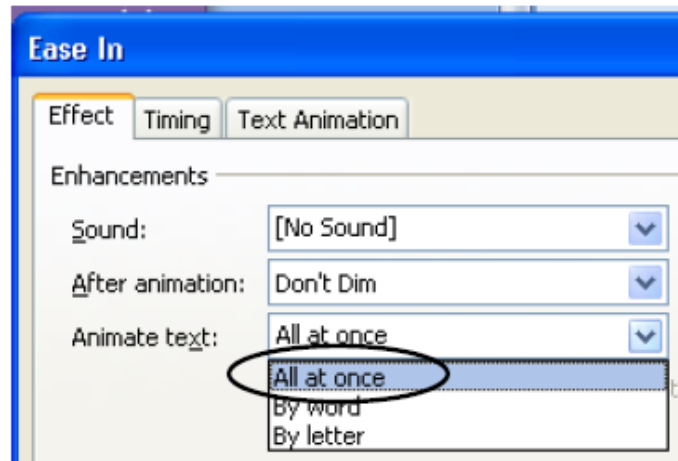 Ease In
Effect Timing Text Animation
Enhancements
Sound: [No Sound]
After animation: Don't Dim
Animate text: All at once
All at once
By word
By letter